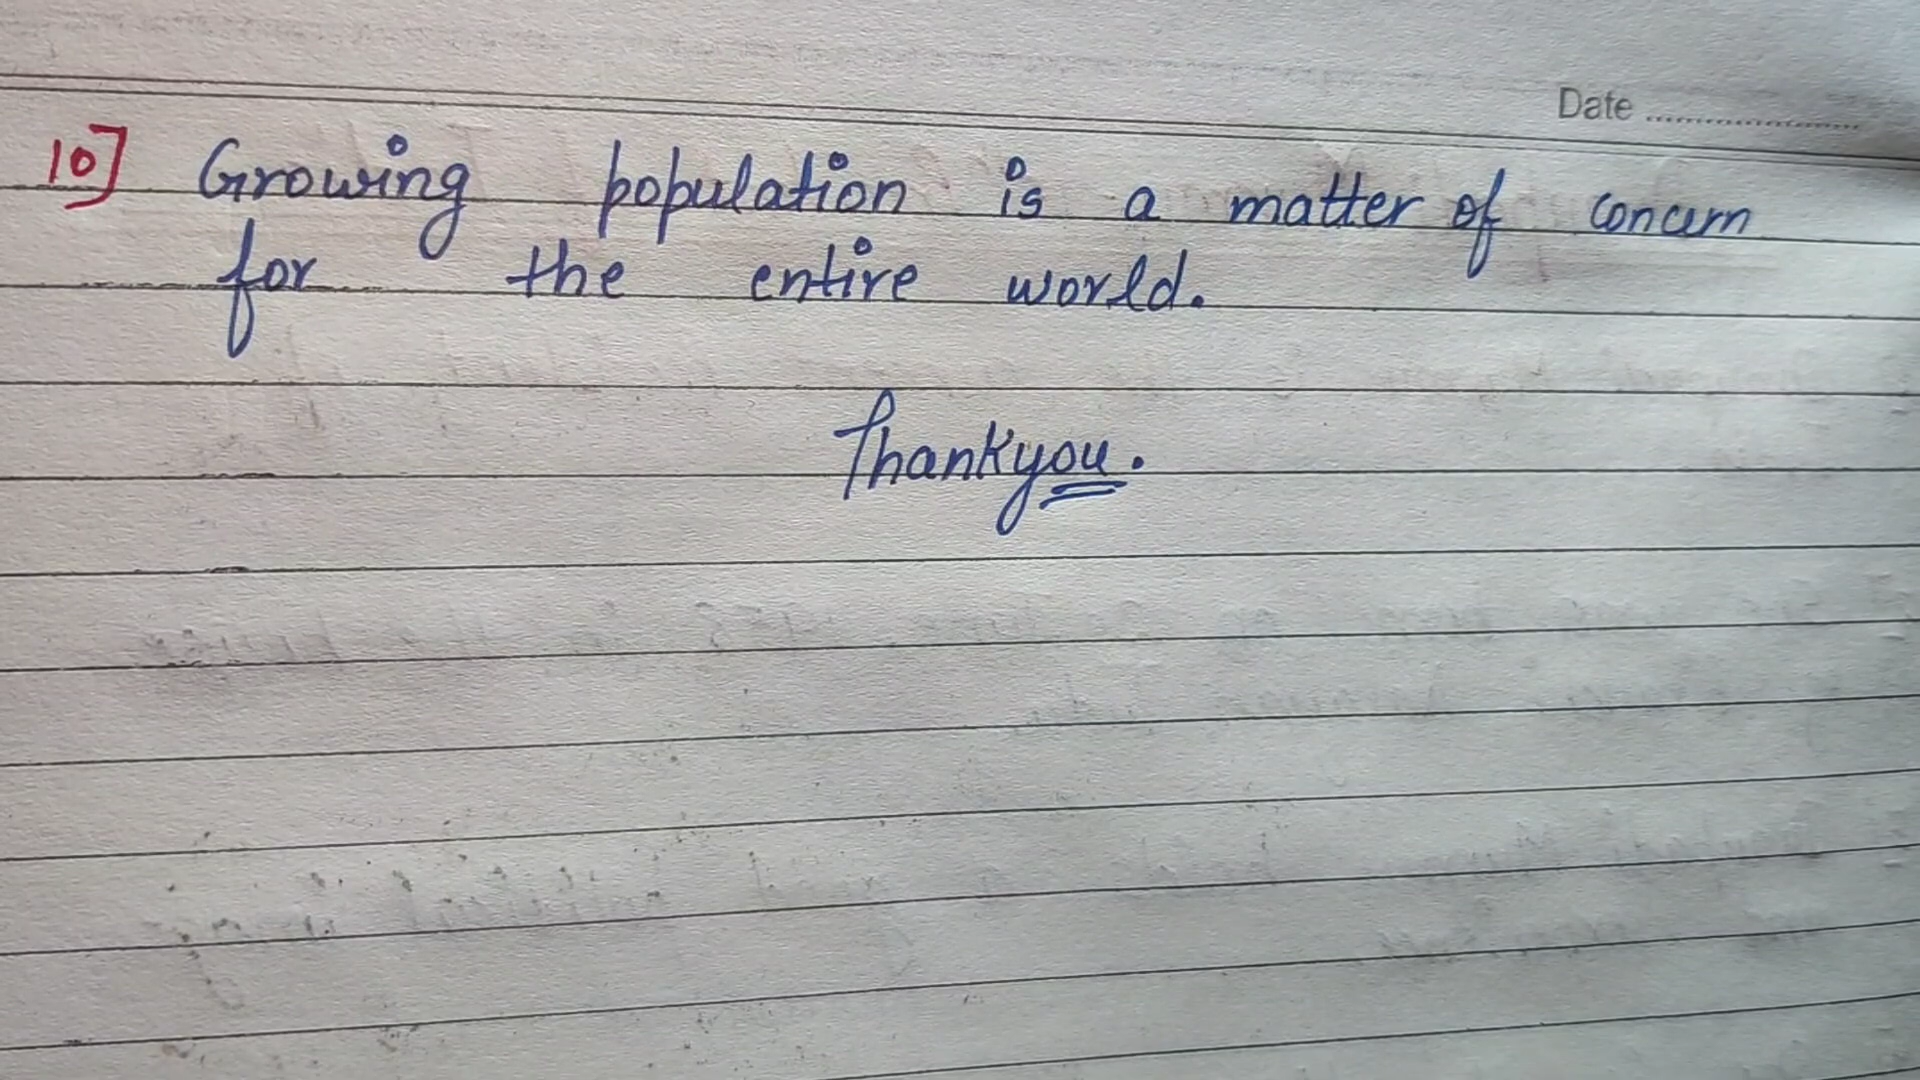 Date ....................
10] Growing population is a matter of concern
for the entire world.
Thankyou.